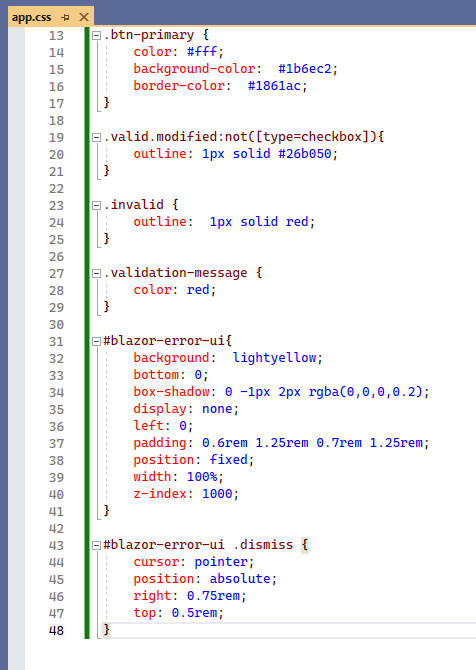 app.css
13 .btn-primary {
14     color: #fff;
15     background-color:  #1b6ec2;
16     border-color:  #1861ac;
17 }
18
19 .valid.modified:not([type=checkbox]){
20     outline: 1px solid #26b050;
21 }
22
23 .invalid {
24     outline:  1px solid red;
25 }
26
27 .validation-message {
28     color: red;
29 }
30
31 #blazor-error-ui{
32     background:  lightyellow;
33     bottom: 0;
34     box-shadow: 0 -1px 2px rgba(0,0,0,0.2);
35     display: none;
36     left: 0;
37     padding: 0.6rem 1.25rem 0.7rem 1.25rem;
38     position: fixed;
39     width: 100%;
40     z-index: 1000;
41 }
42
43 #blazor-error-ui .dismiss {
44     cursor: pointer;
45     position: absolute;
46     right: 0.75rem;
47     top: 0.5rem;
48 }